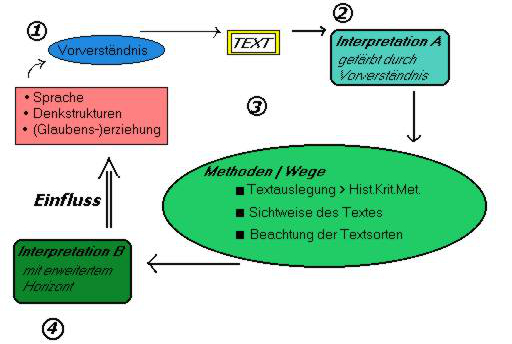 ①
Vorverständnis
TEXT
②
Interpretation A
gefärbt durch
Vorverständnis
• Sprache
• Denkstrukturen
• (Glaubens-)erziehung
③
Methoden / Wege
■ Textauslegung > Hist.Krit.Met.
■ Sichtweise des Textes
■ Beachtung der Textsorten
Einfluss
Interpretation B
mit erweitertem
Horizont
④